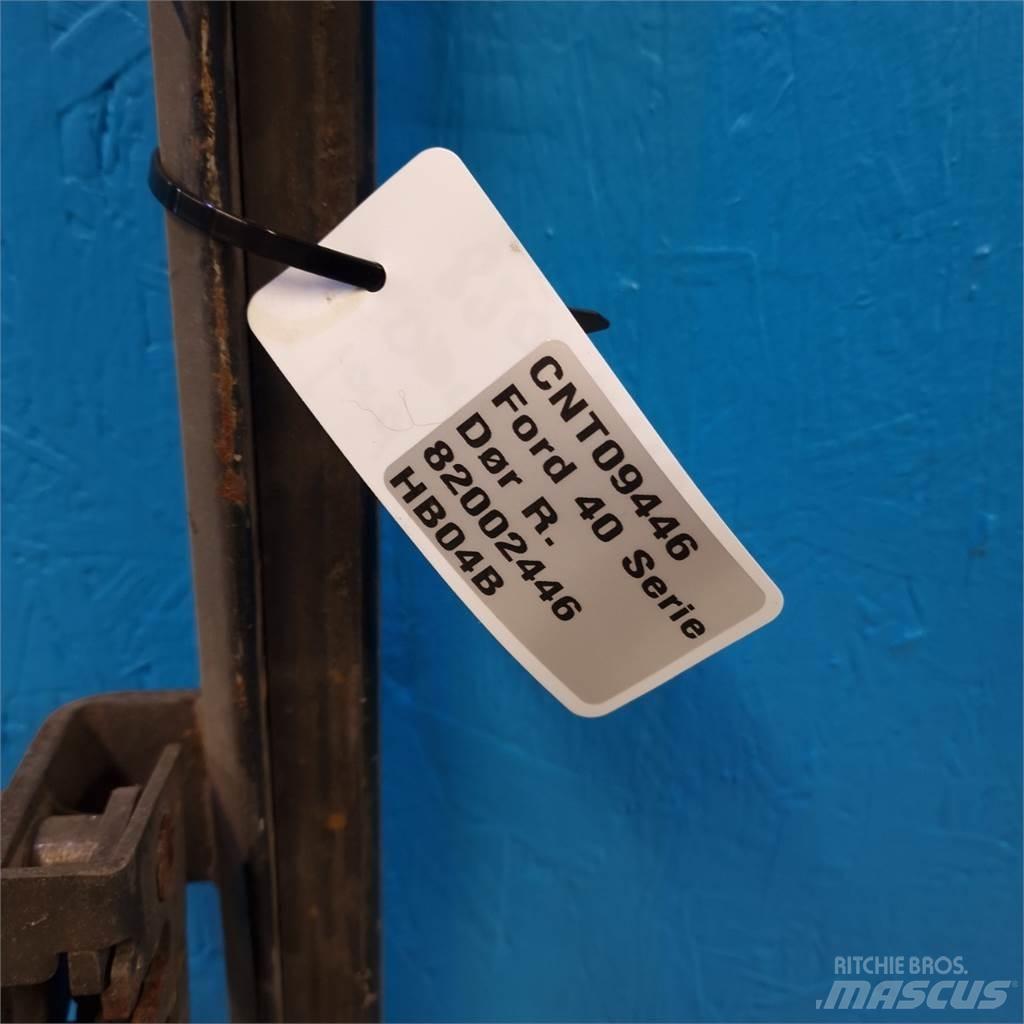 CNT09446
Ford 40 Serie
Dør R.
82002446
HB04B
RITCHIE BROS.
MASCUS